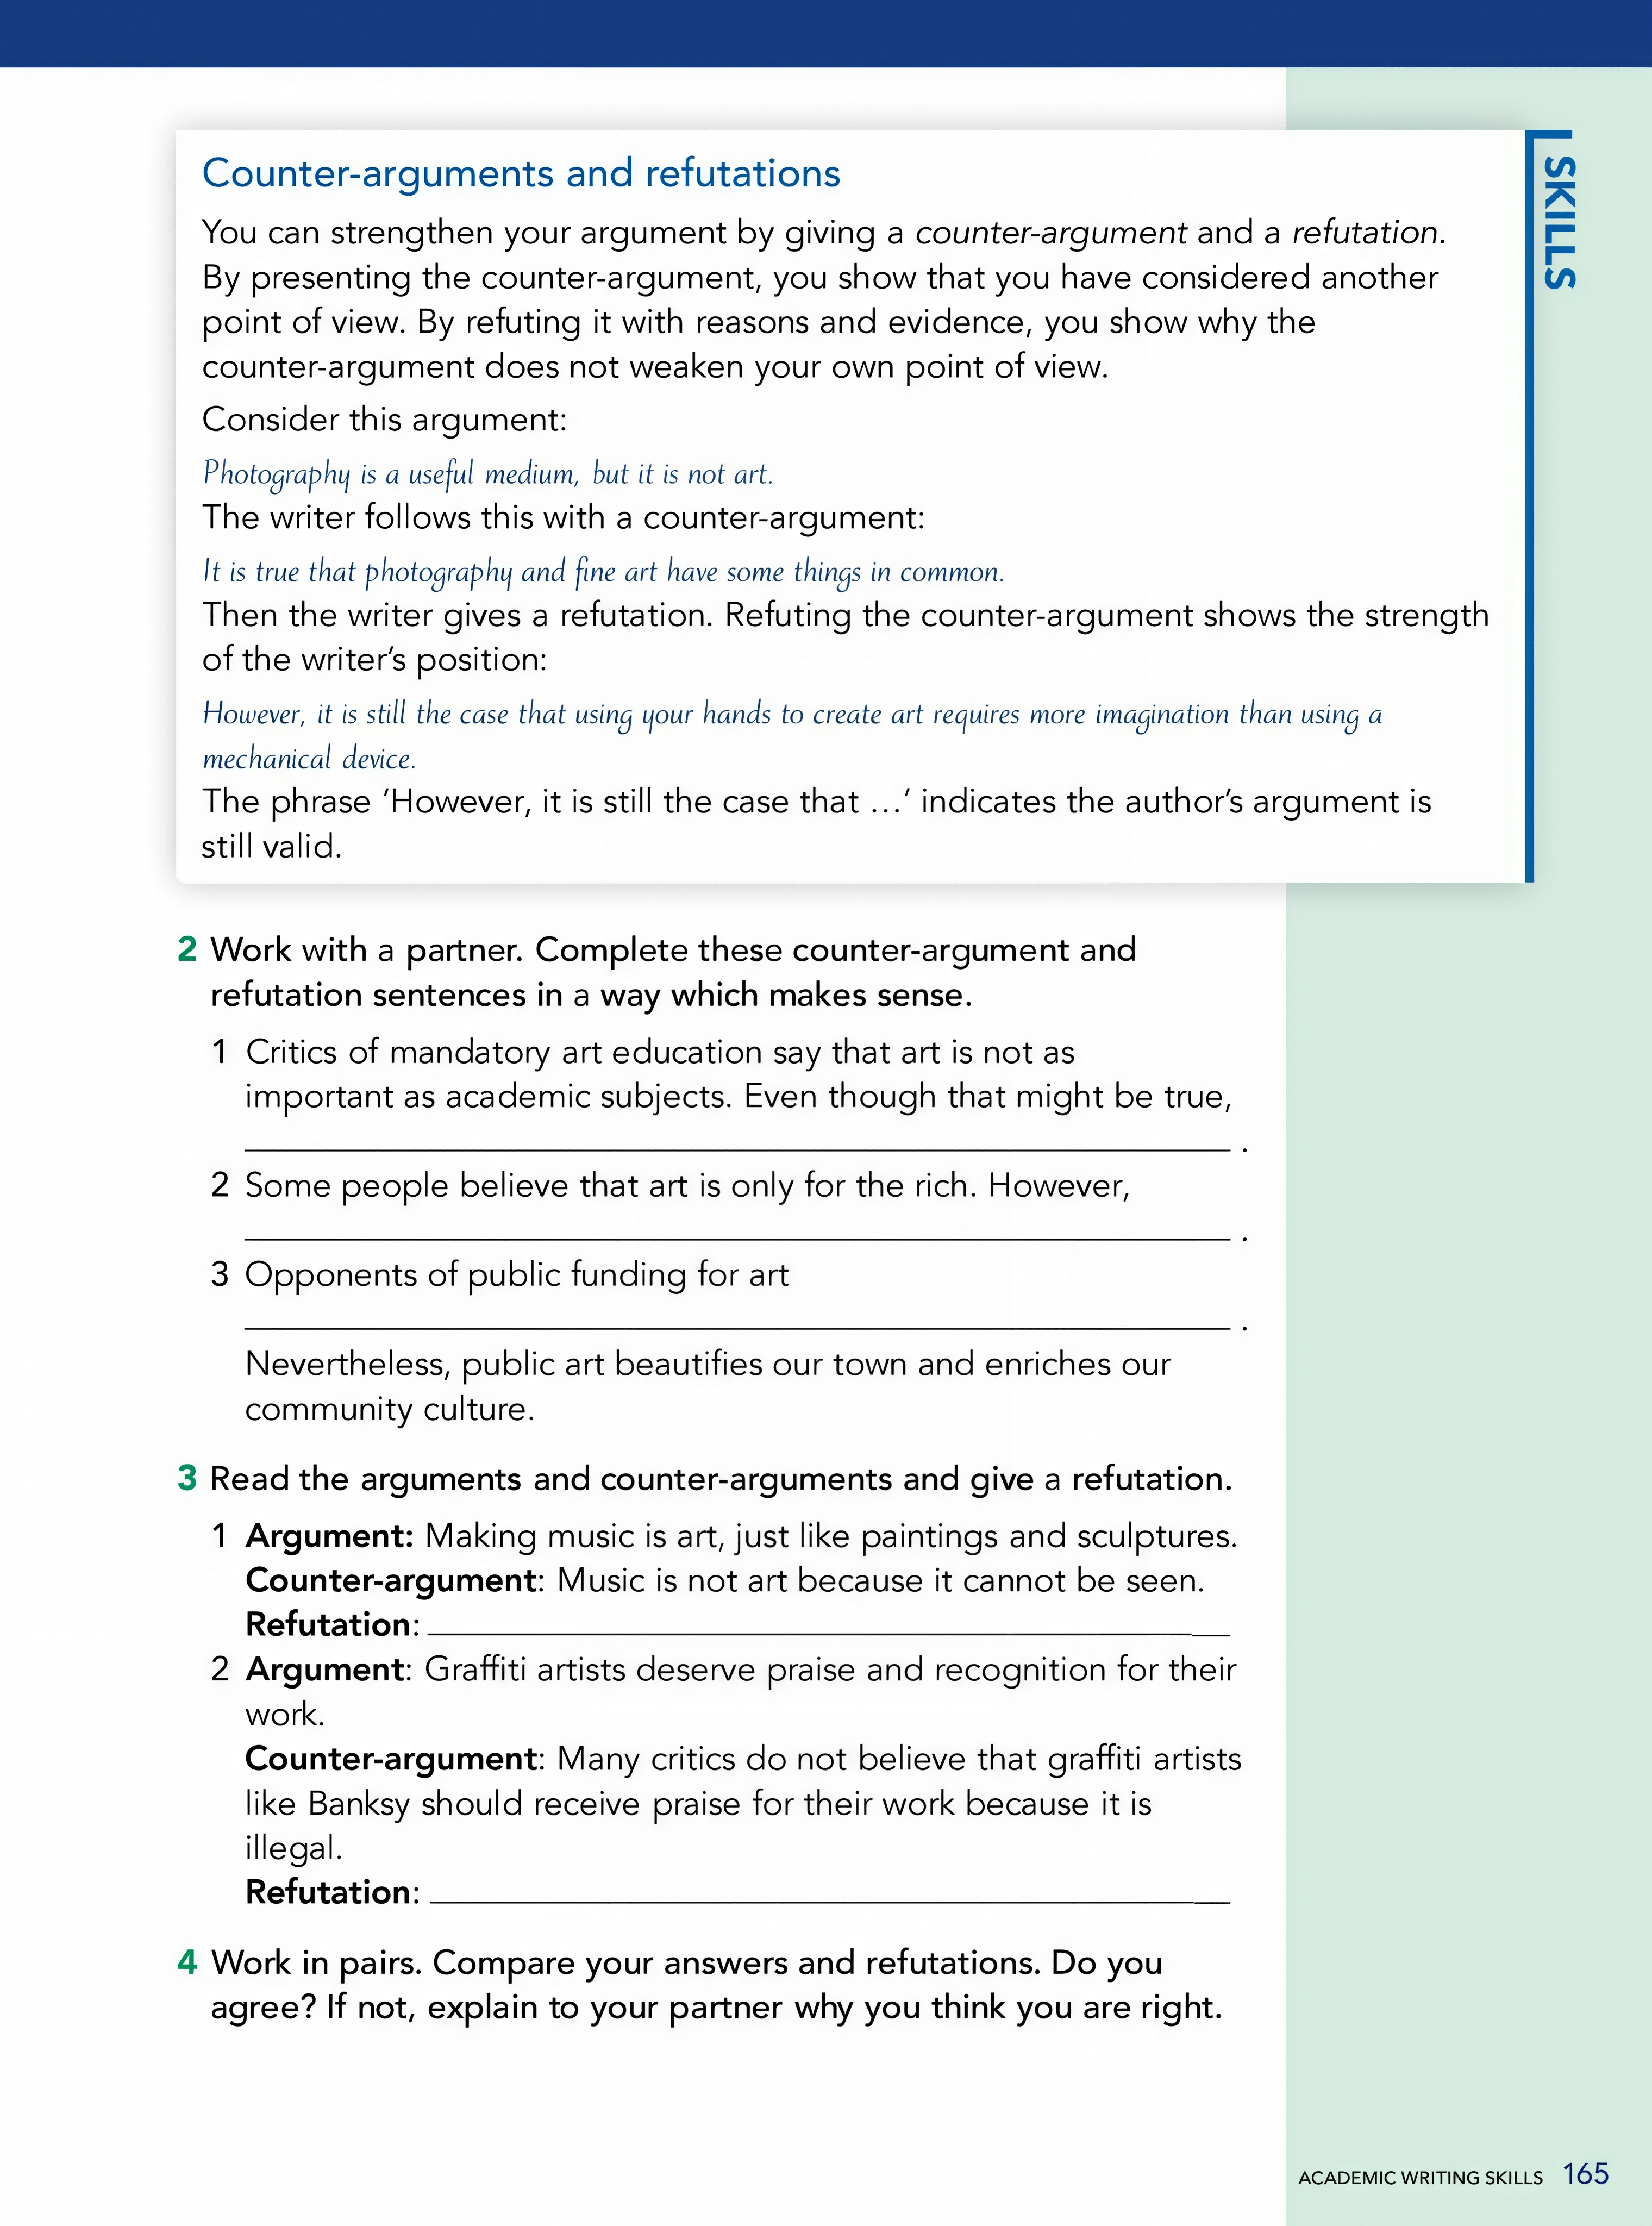 Counter-arguments and refutations
SKILLS
You can strengthen your argument by giving a counter-argument and a refutation.
By presenting the counter-argument, you show that you have considered another
point of view. By refuting it with reasons and evidence, you show why the
counter-argument does not weaken your own point of view.
Consider this argument:
Photography is a useful medium, but it is not art.
The writer follows this with a counter-argument:
It is true that photography and fine art have some things in common.
Then the writer gives a refutation. Refuting the counter-argument shows the strength
of the writer’s position:
However, it is still the case that using your hands to create art requires more imagination than using a
mechanical device.
The phrase ‘However, it is still the case that …’ indicates the author’s argument is
still valid.
2 Work with a partner. Complete these counter-argument and
refutation sentences in a way which makes sense.
1 Critics of mandatory art education say that art is not as
important as academic subjects. Even though that might be true,
.
2 Some people believe that art is only for the rich. However,
.
3 Opponents of public funding for art
.
Nevertheless, public art beautifies our town and enriches our
community culture.
3 Read the arguments and counter-arguments and give a refutation.
1 Argument: Making music is art, just like paintings and sculptures.
Counter-argument: Music is not art because it cannot be seen.
Refutation:
2 Argument: Graffiti artists deserve praise and recognition for their
work.
Counter-argument: Many critics do not believe that graffiti artists
like Banksy should receive praise for their work because it is
illegal.
Refutation:
4 Work in pairs. Compare your answers and refutations. Do you
agree? If not, explain to your partner why you think you are right.
ACADEMIC WRITING SKILLS 165